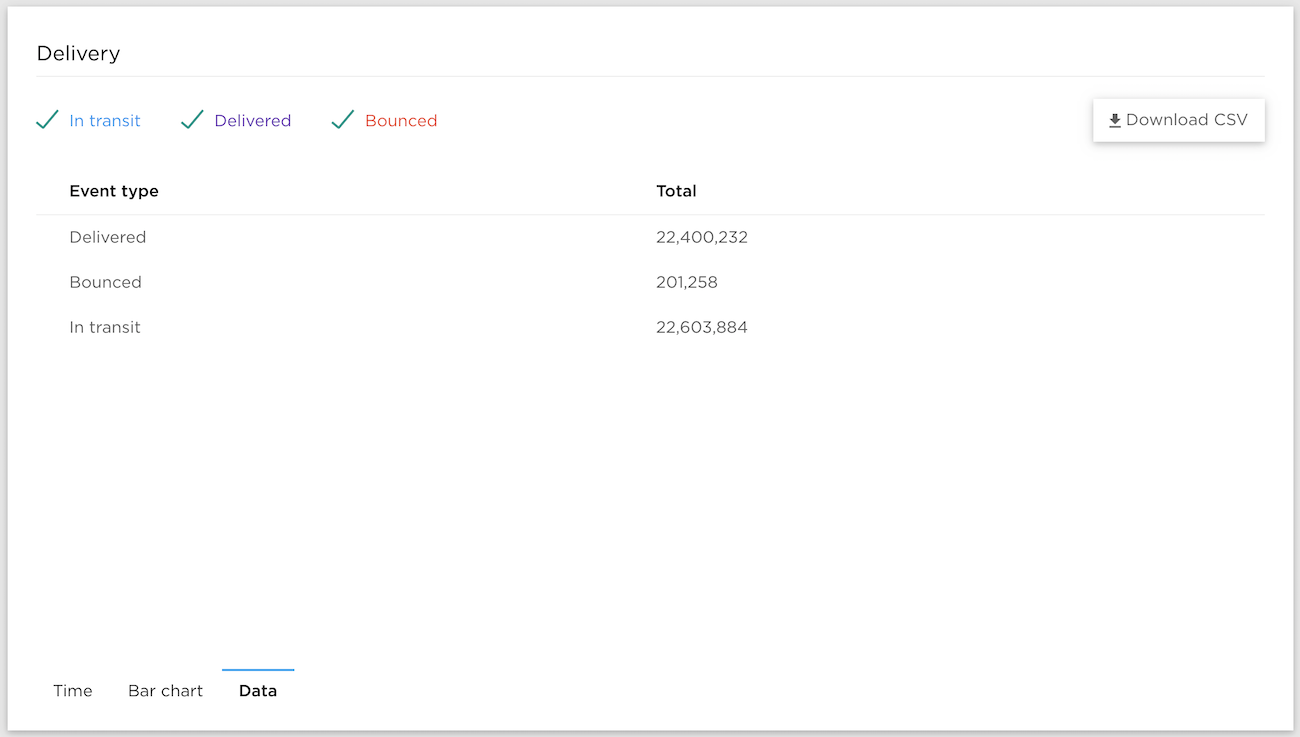 Delivery
In transit Delivered Bounced Download CSV
Event type Total
Delivered 22,400,232
Bounced 201,258
In transit 22,603,884
Time Bar chart Data